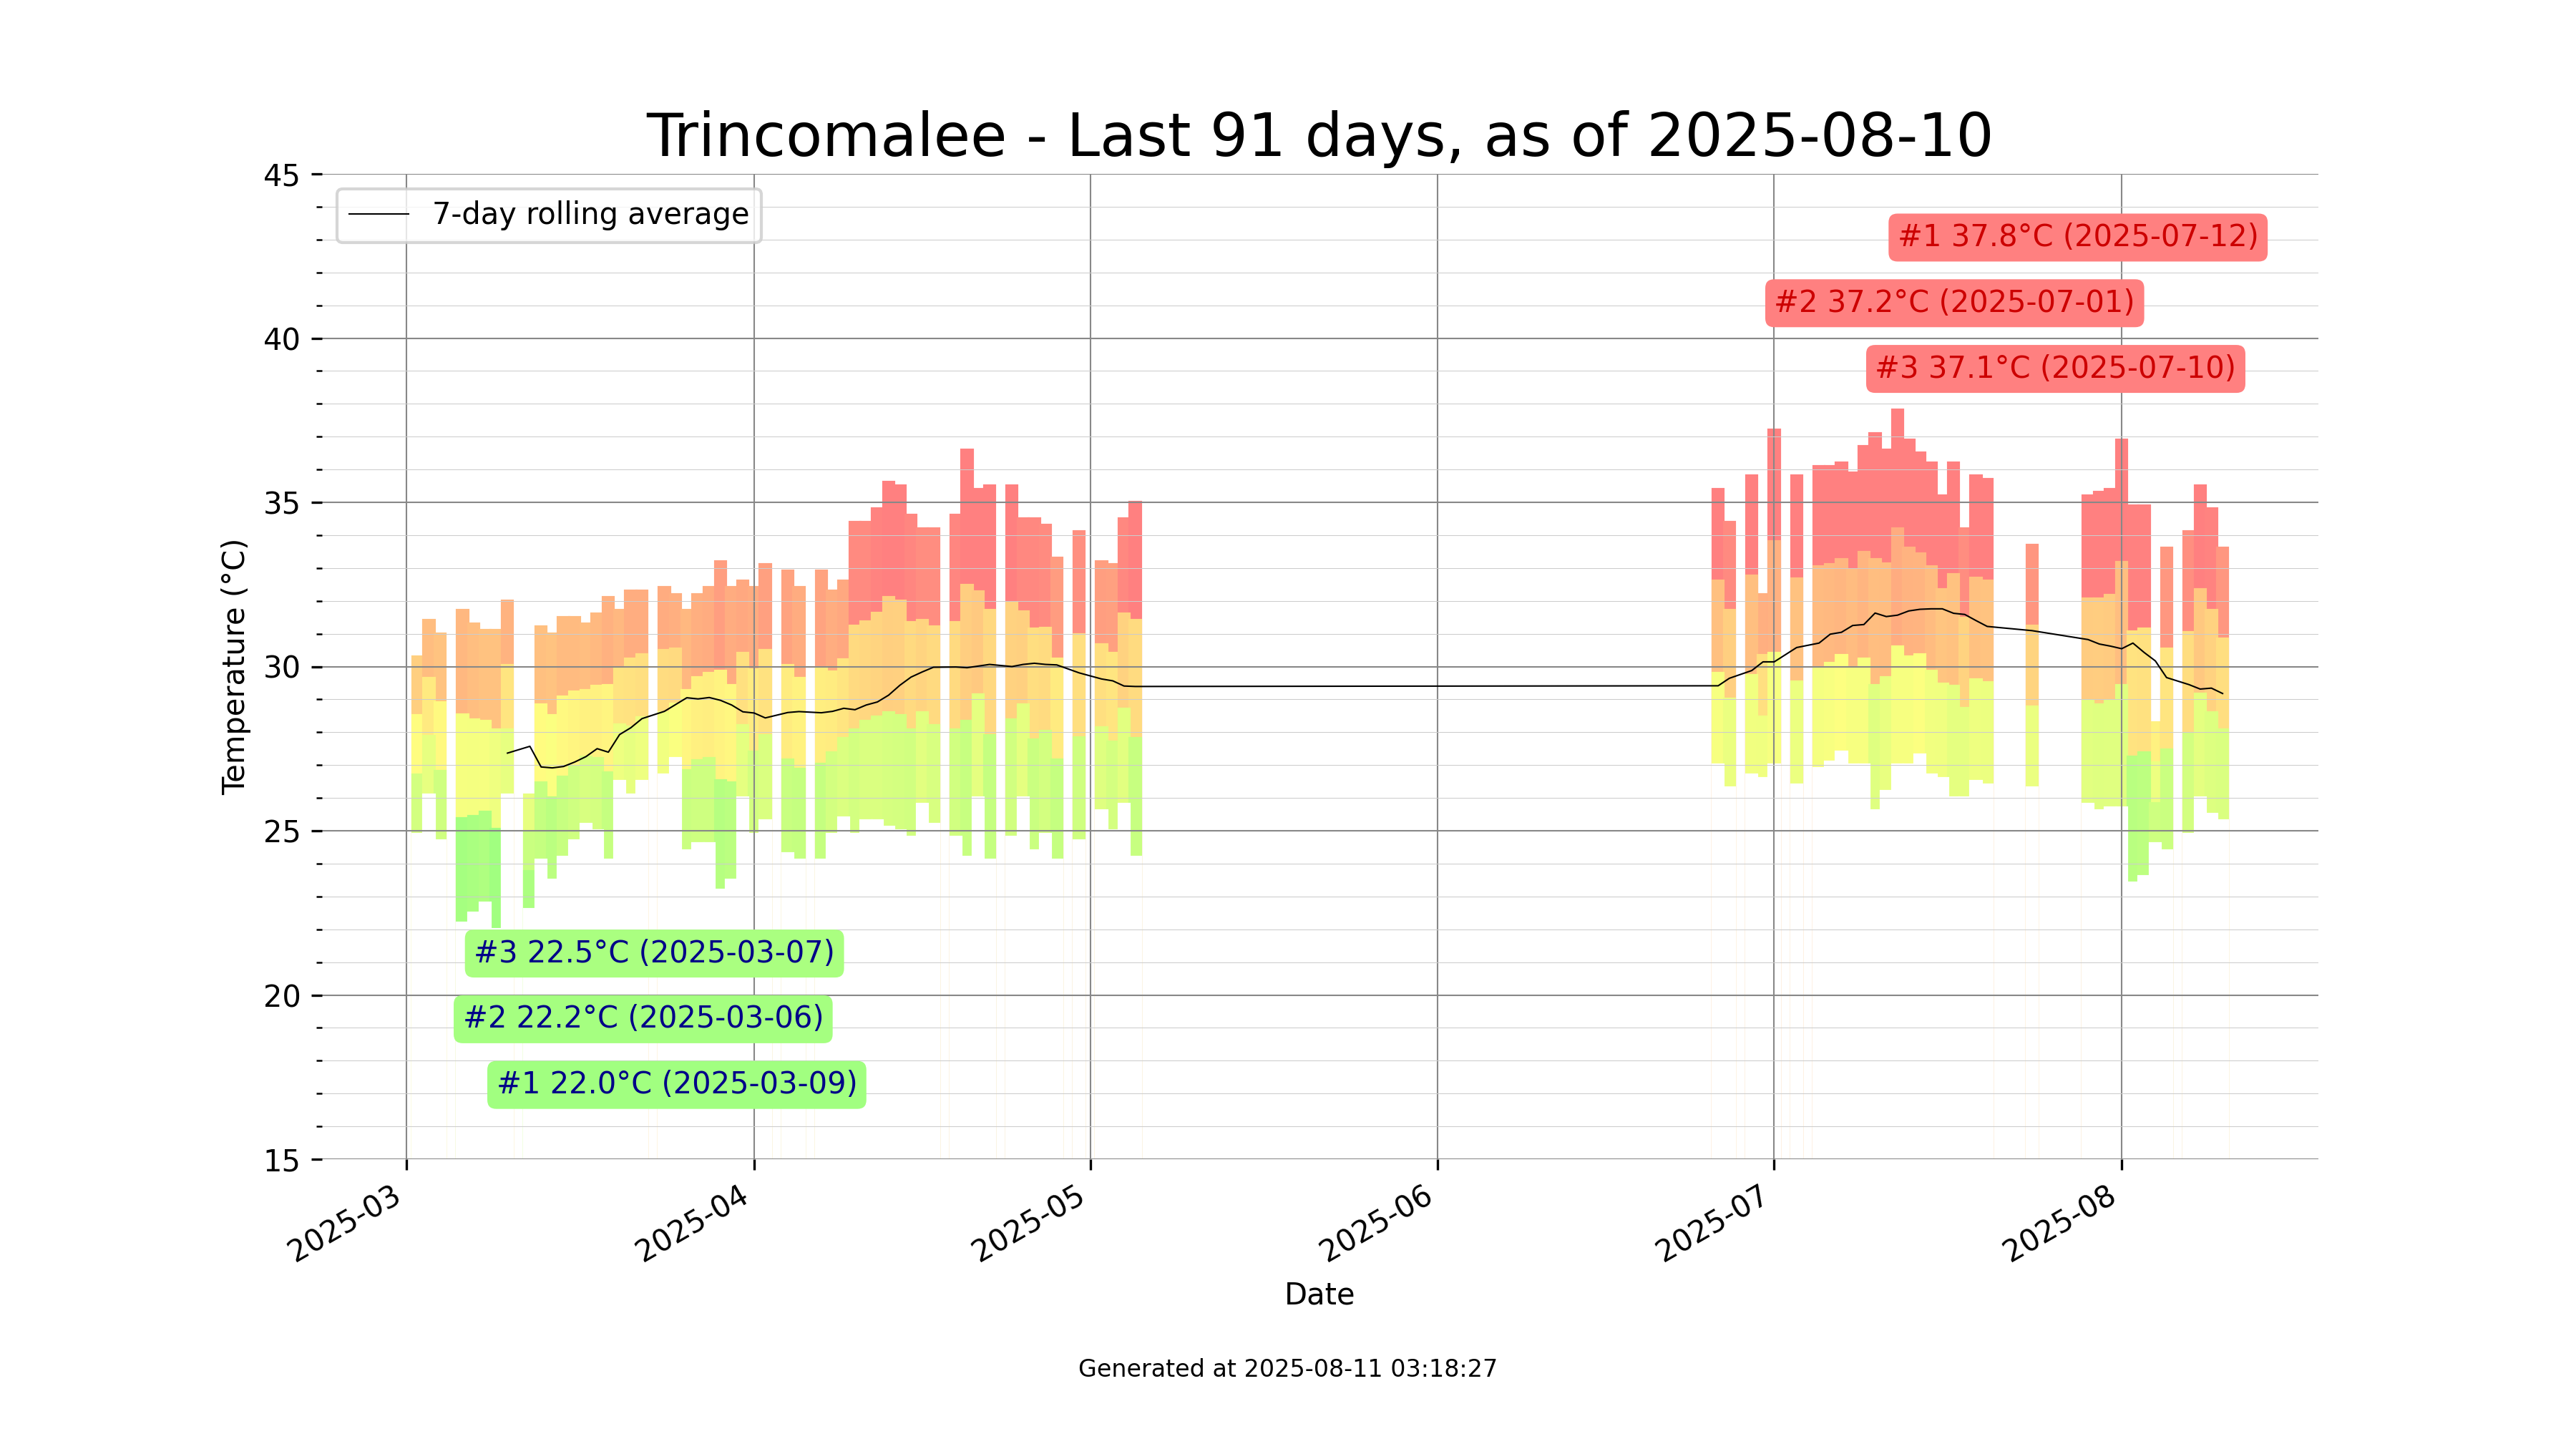 Trincomalee - Last 91 days, as of 2025-08-10
45
7-day rolling average
#1 37.8°C (2025-07-12)
#2 37.2°C (2025-07-01)
40
#3 37.1°C (2025-07-10)
35
30
Temperature (°C)
25
#3 22.5°C (2025-03-07)
20
#2 22.2°C (2025-03-06)
#1 22.0°C (2025-03-09)
15
2025-03
2025-04
2025-05
2025-06
2025-07
2025-08
Date
Generated at 2025-08-11 03:18:27